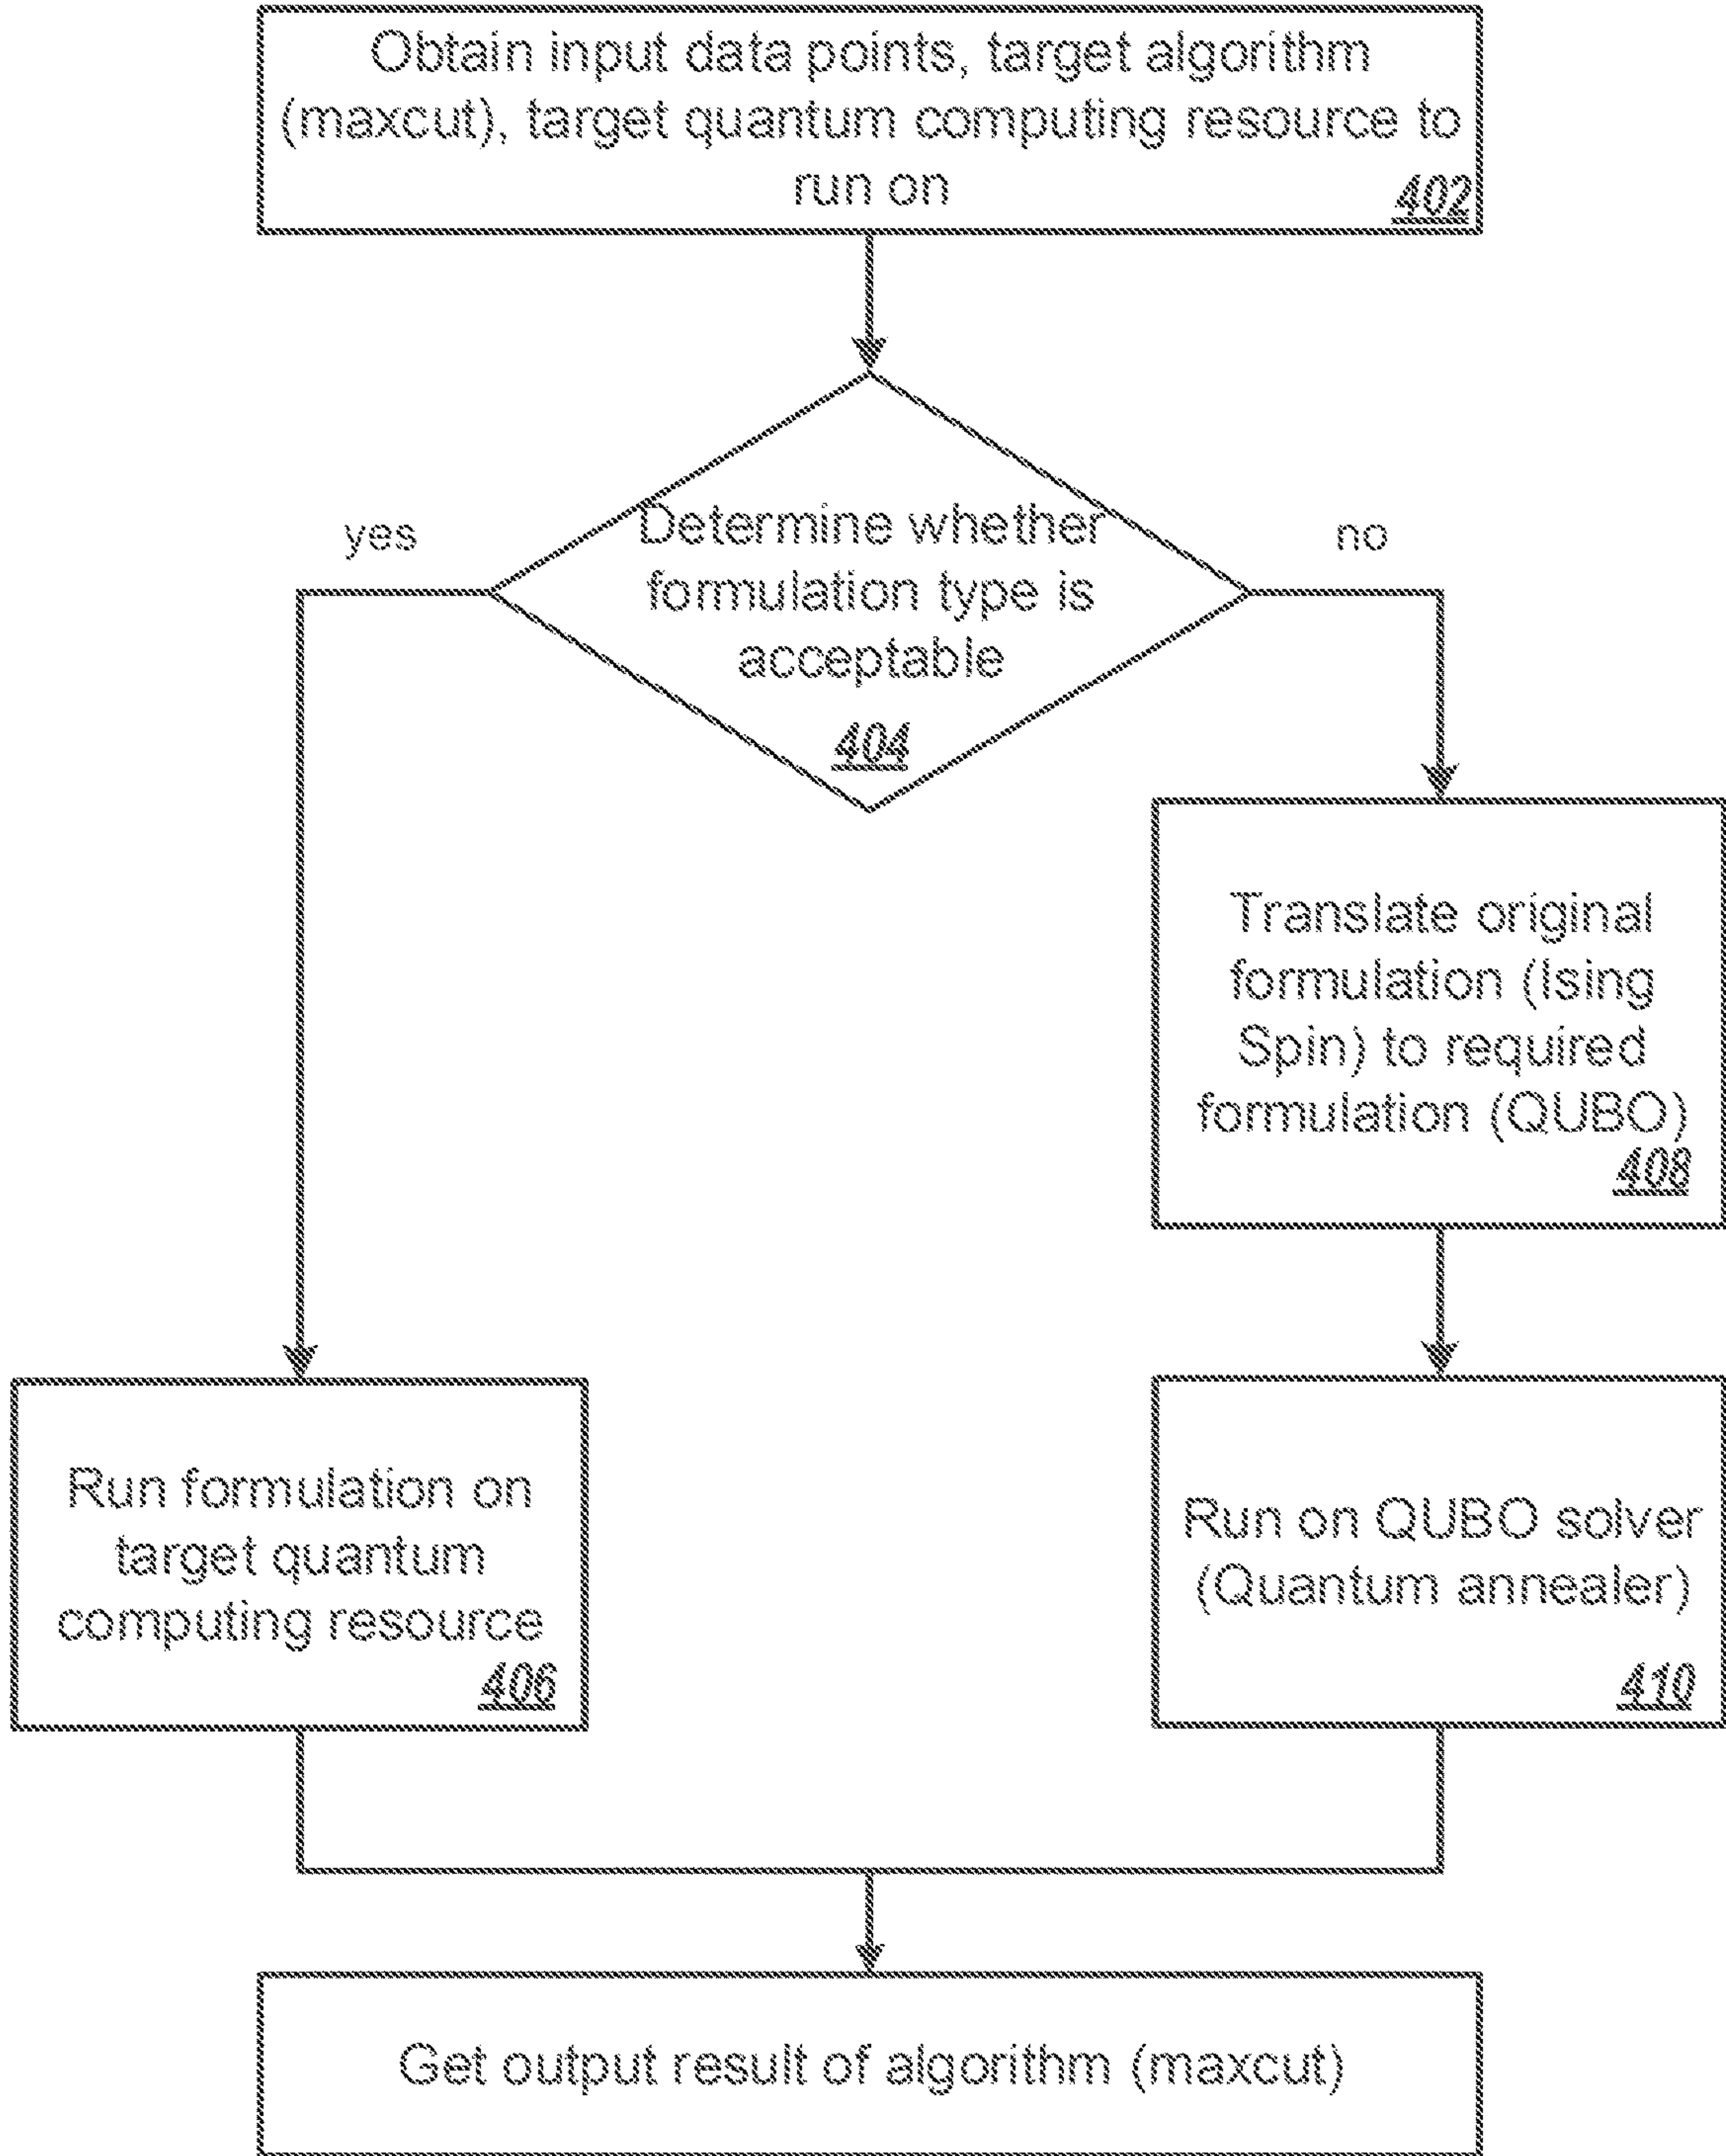 Obtain input data points, target algorithm
(maxcut), target quantum computing resource to
run on
402
yes
no
Determine whether
formulation type is
acceptable
404
Translate original
formulation (Ising
Spin) to required
formulation (QUBO)
408
Run formulation on
target quantum
computing resource
406
Run on QUBO solver
(Quantum annealer)
410
Get output result of algorithm (maxcut)